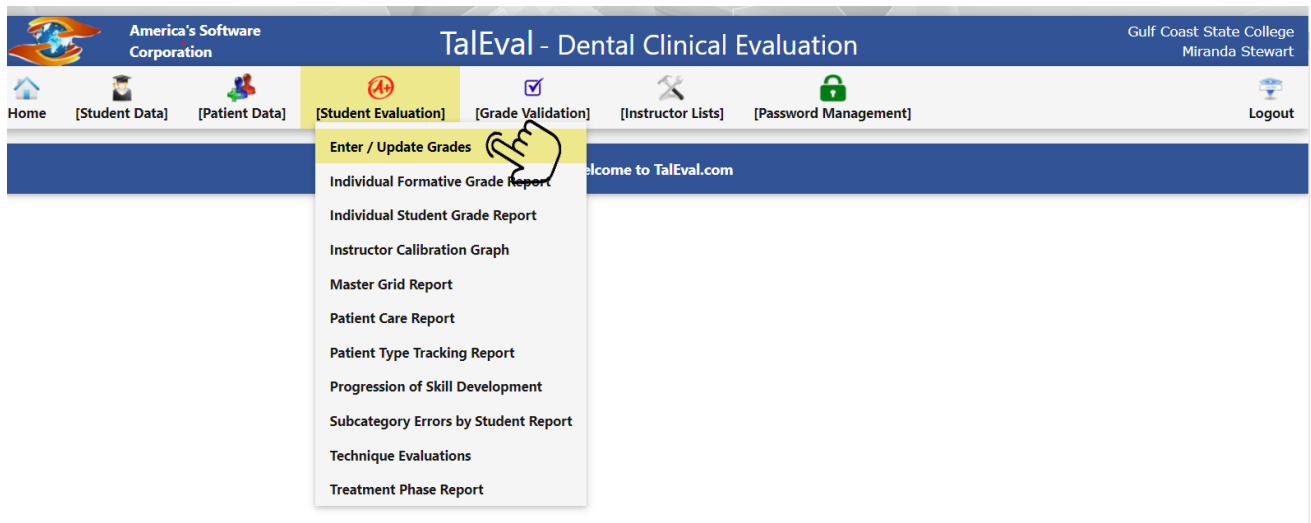 America's Software
Corporation
TalEval - Dental Clinical Evaluation
Gulf Coast State College
Miranda Stewart
Home [Student Data] [Patient Data] [Student Evaluation] [Grade Validation] [Instructor Lists] [Password Management] Logout
Enter / Update Grades
come to TalEval.com
Individual Formative Grade Report
Individual Student Grade Report
Instructor Calibration Graph
Master Grid Report
Patient Care Report
Patient Type Tracking Report
Progression of Skill Development
Subcategory Errors by Student Report
Technique Evaluations
Treatment Phase Report